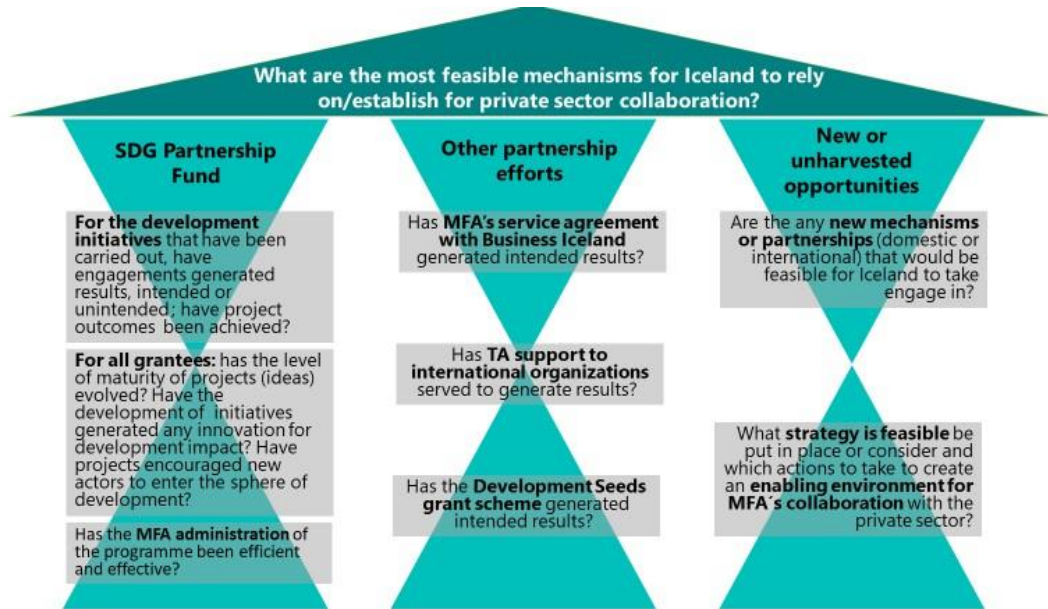 What are the most feasible mechanisms for Iceland to rely
on/establish for private sector collaboration?
SDG Partnership
Fund
For the development
initiatives that have been
carried out, have
engagements generated
results, intended or
unintended; have project
outcomes been achieved?
For all grantees: has the level
of maturity of projects (ideas)
evolved? Have the
development of initiatives
generated any innovation for
development impact? Have
projects encouraged new
actors to enter the sphere of
development?
Has the MFA administration of
the programme been efficient
and effective?
Other partnership
efforts
Has MFA's service agreement
with Business Iceland
generated intended results?
Has TA support to
international organizations
served to generate results?
Has the Development Seeds
grant scheme generated
intended results?
New or
unharvested
opportunities
Are the any new mechanisms
or partnerships (domestic or
international) that would be
feasible for Iceland to take
engage in?
What strategy is feasible be
put in place or consider and
which actions to take to create
an enabling environment for
MFA´s collaboration with the
private sector?